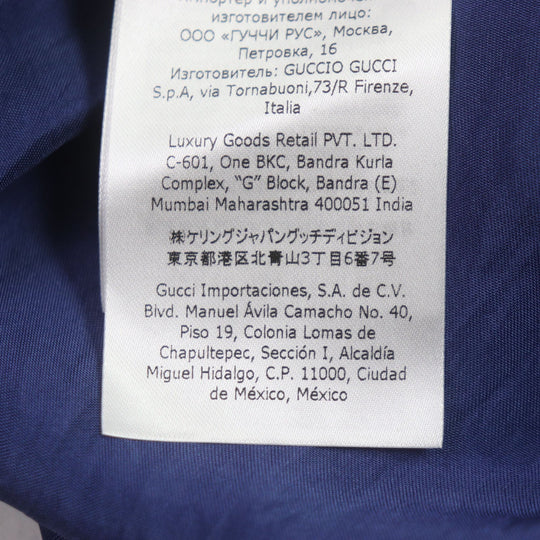 Импортер и уполномоченное
изготовителем лицо:
ООО «ГУЧЧИ РУС», Москва,
Петровка, 16
Изготовитель: GUCCIO GUCCI
S.p.A, via Tornabuoni,73/R Firenze,
Italia
Luxury Goods Retail PVT. LTD.
C-601, One BKC, Bandra Kurla
Complex, "G" Block, Bandra (E)
Mumbai Maharashtra 400051 India
㈱ケリングジャパングッチディビジョン
東京都港区北青山3丁目6番7号
Gucci Importaciones, S.A. de C.V.
Blvd. Manuel Ávila Camacho No. 40,
Piso 19, Colonia Lomas de
Chapultepec, Sección I, Alcaldía
Miguel Hidalgo, C.P. 11000, Ciudad
de México, México